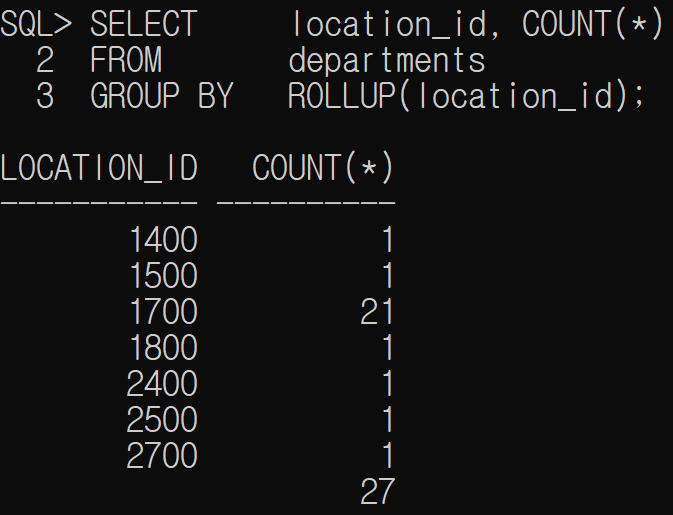 SQL> SELECT      location_id, COUNT(*)
  2  FROM        departments
  3  GROUP BY    ROLLUP(location_id);
LOCATION_ID   COUNT(*)
----------- ----------
       1400          1
       1500          1
       1700         21
       1800          1
       2400          1
       2500          1
       2700          1
                    27